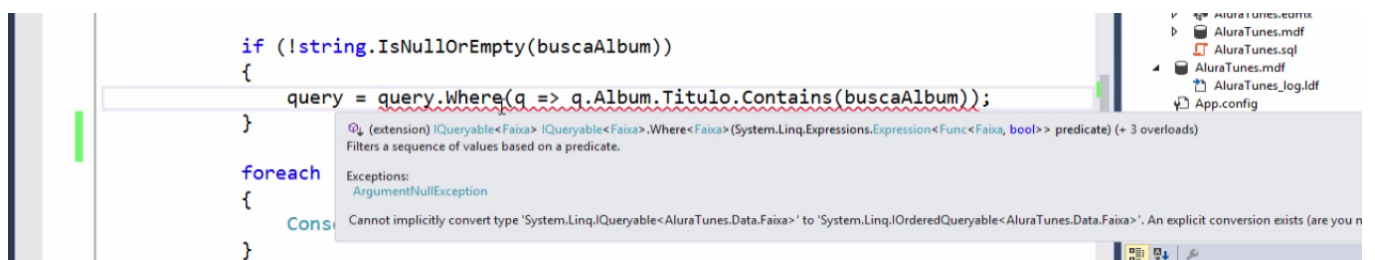 AluraTunes.edmx
if (!string.IsNullOrEmpty(buscaAlbum))
AluraTunes.mdf
AluraTunes.sql
{
AluraTunes.mdf
query = query.Where(q => q.Album.Titulo.Contains(buscaAlbum));
AluraTunes_log.ldf
App.config
}
(extension) IQueryable<Faixa> IQueryable<Faixa>.Where<Faixa>(System.Linq.Expressions.Expression<Func<Faixa, bool>> predicate) (+ 3 overloads)
Filters a sequence of values based on a predicate.
foreach
Exceptions:
ArgumentNullException
{
Cannot implicitly convert type 'System.Linq.IQueryable<AluraTunes.Data.Faixa>' to 'System.Linq.IOrderedQueryable<AluraTunes.Data.Faixa>'. An explicit conversion exists (are you m
Cons
}